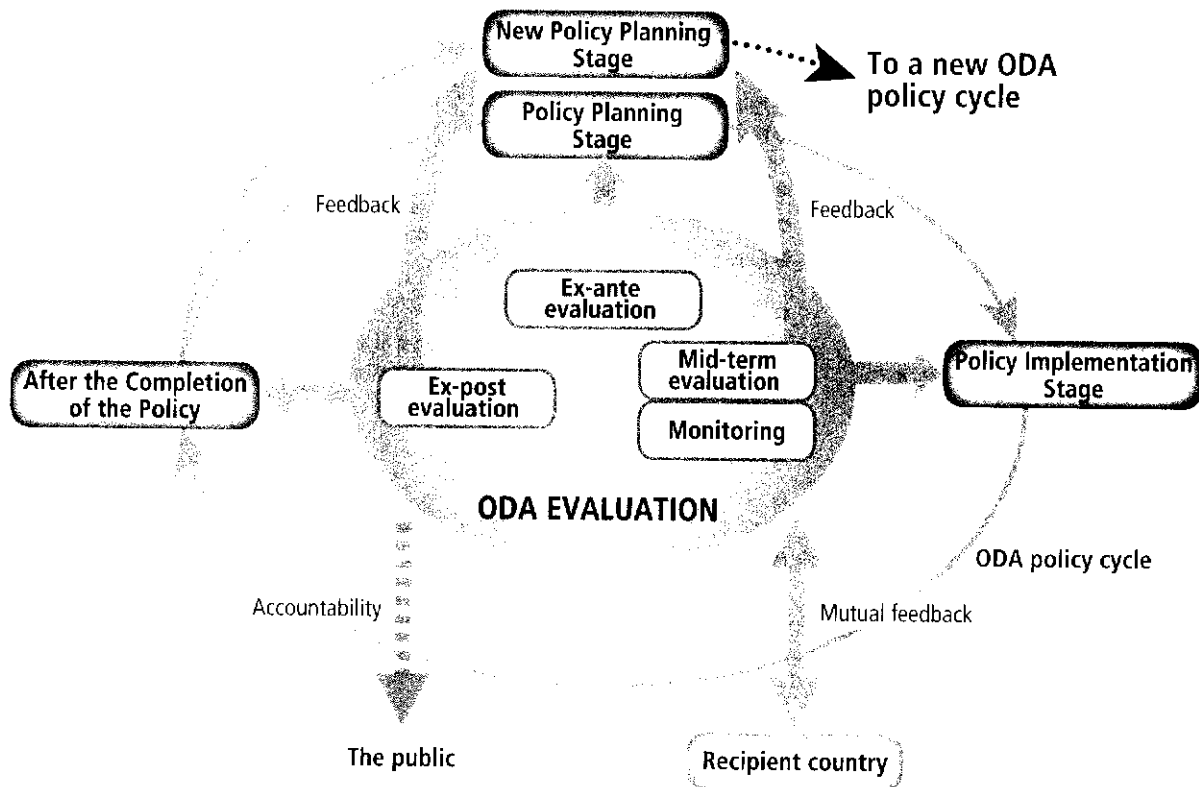 New Policy Planning
Stage
To a new ODA
policy cycle
Policy Planning
Stage
Feedback
Feedback
Ex-ante
evaluation
Mid-term
evaluation
Policy Implementation
Stage
After the Completion
of the Policy
Ex-post
evaluation
Monitoring
ODA EVALUATION
ODA policy cycle
Accountability
Mutual feedback
The public
Recipient country